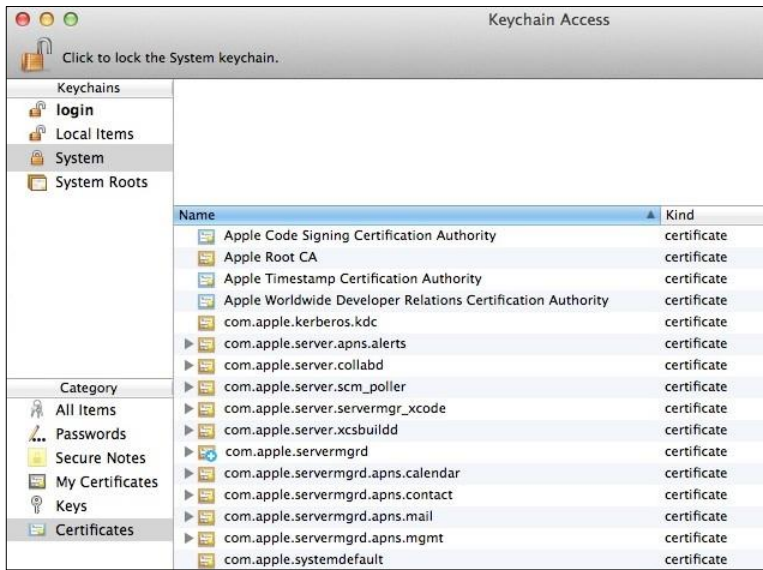 Keychain Access
Click to lock the System keychain.
Keychains
login
Local Items
System
System Roots
Category
All Items
Passwords
Secure Notes
My Certificates
Keys
Certificates
Name Kind
Apple Code Signing Certification Authority certificate
Apple Root CA certificate
Apple Timestamp Certification Authority certificate
Apple Worldwide Developer Relations Certification Authority certificate
com.apple.kerberos.kdc certificate
com.apple.server.apns.alerts certificate
com.apple.server.collabd certificate
com.apple.server.scm_poller certificate
com.apple.server.servermgr_xcode certificate
com.apple.server.xcsbuildd certificate
com.apple.servermgrd certificate
com.apple.servermgrd.apns.calendar certificate
com.apple.servermgrd.apns.contact certificate
com.apple.servermgrd.apns.mail certificate
com.apple.servermgrd.apns.mgmt certificate
com.apple.systemdefault certificate